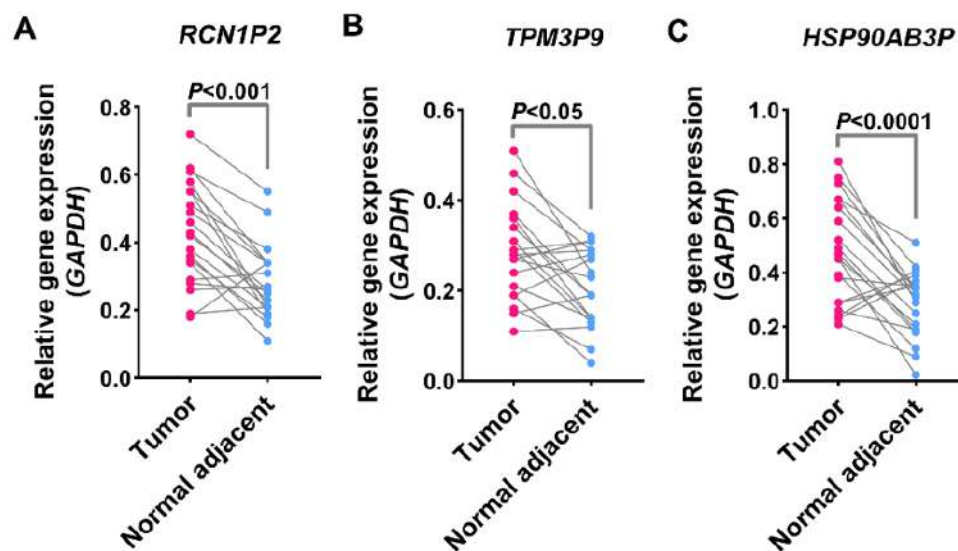 A
RCN1P2
P<0.001
Relative gene expression
(GAPDH)
0.8
0.6
0.4
0.2
0.0
Tumor
Normal adjacent
B
TPM3P9
P<0.05
Relative gene expression
(GAPDH)
0.6
0.4
0.2
0.0
Tumor
Normal adjacent
C
HSP90AB3P
P<0.0001
Relative gene expression
(GAPDH)
1.0
0.8
0.6
0.4
0.2
0.0
Tumor
Normal adjacent